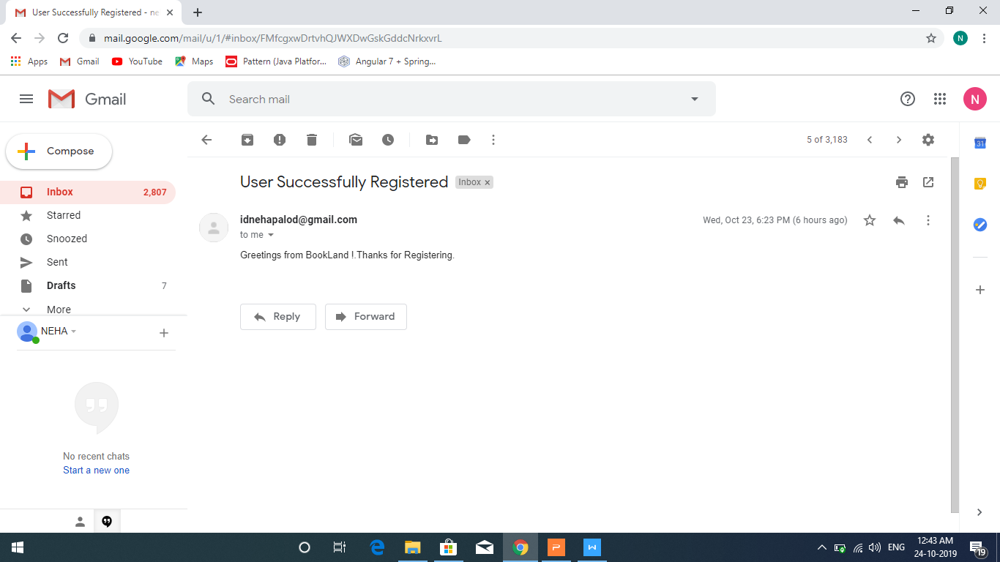 User Successfully Registered - ne
mail.google.com/mail/u/1/#inbox/FMfcgxwDrtvhQJWXDwGskGddcNrkxvrL
N
Apps Gmail YouTube Maps Pattern (Java Platfor... Angular 7 + Spring...
Gmail
Search mail
N
Compose
5 of 3,183
31
User Successfully Registered Inbox x
Inbox 2,807
Starred
Snoozed
Sent
Drafts 7
More
idnehapalod@gmail.com Wed, Oct 23, 6:23 PM (6 hours ago)
to me
Greetings from BookLand !.Thanks for Registering.
Reply Forward
NEHA
No recent chats
Start a new one
P W
ENG
12:43 AM
24-10-2019
19